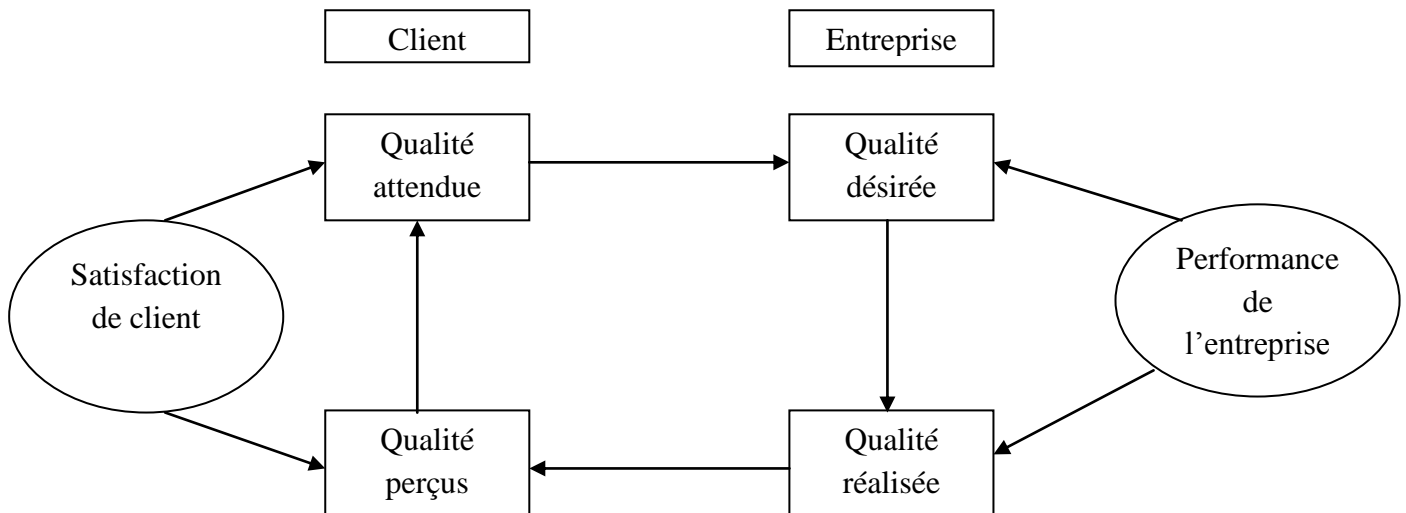 Client
Entreprise
Qualité
attendue
Qualité
désirée
Satisfaction
de client
Performance
de
l’entreprise
Qualité
perçus
Qualité
réalisée